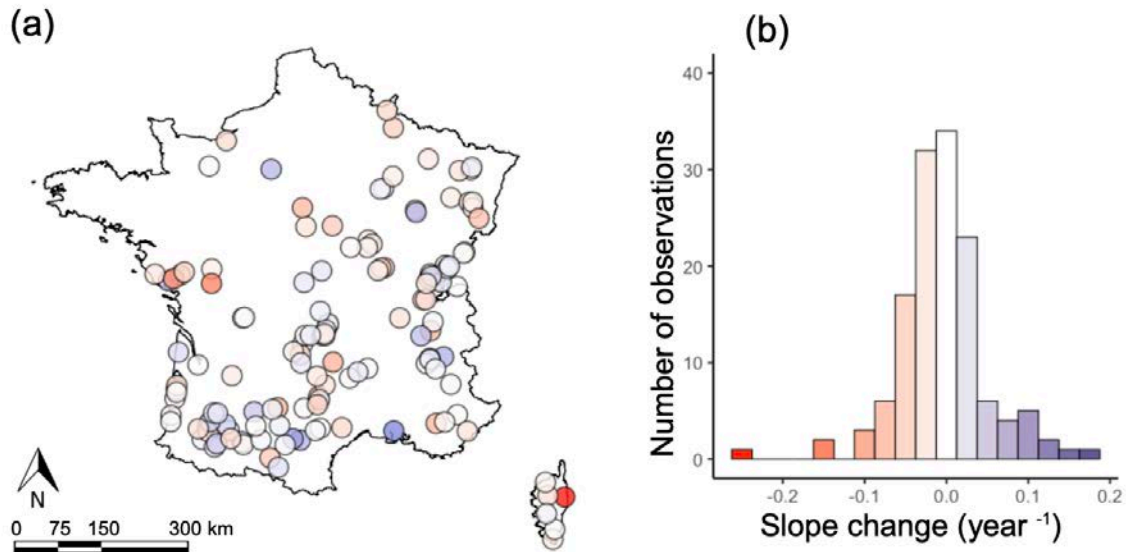 (a)
N
0 75 150 300 km
(b)
Number of observations
40
30
20
10
0
-0.2 -0.1 0.0 0.1 0.2
Slope change (year -1)